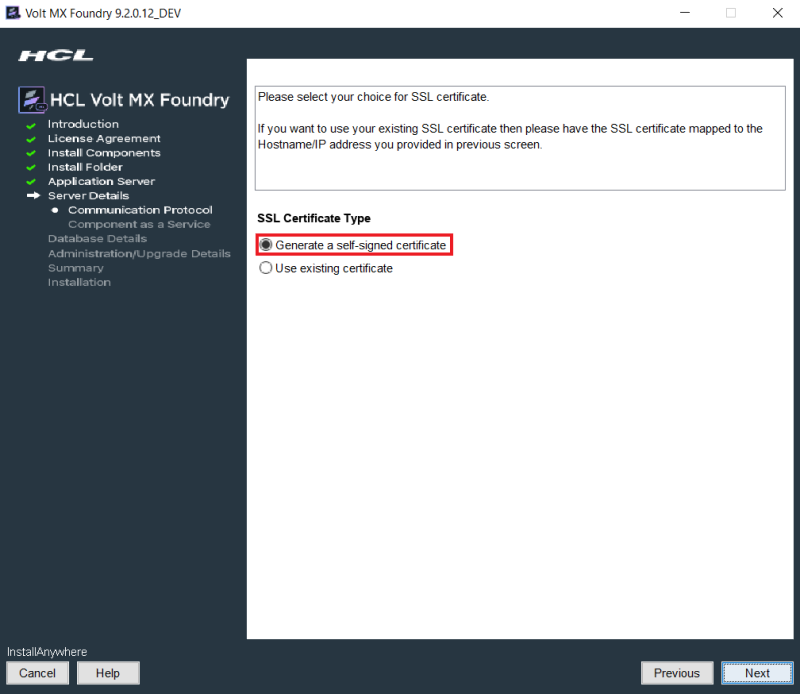 Volt MX Foundry 9.2.0.12_DEV
HCL
HCL Volt MX Foundry
Introduction
License Agreement
Install Components
Install Folder
Application Server
Server Details
Communication Protocol
Component as a Service
Database Details
Administration/Upgrade Details
Summary
Installation
Please select your choice for SSL certificate.
If you want to use your existing SSL certificate then please have the SSL certificate mapped to the
Hostname/IP address you provided in previous screen.
SSL Certificate Type
Generate a self-signed certificate
Use existing certificate
InstallAnywhere
Cancel
Help
Previous
Next